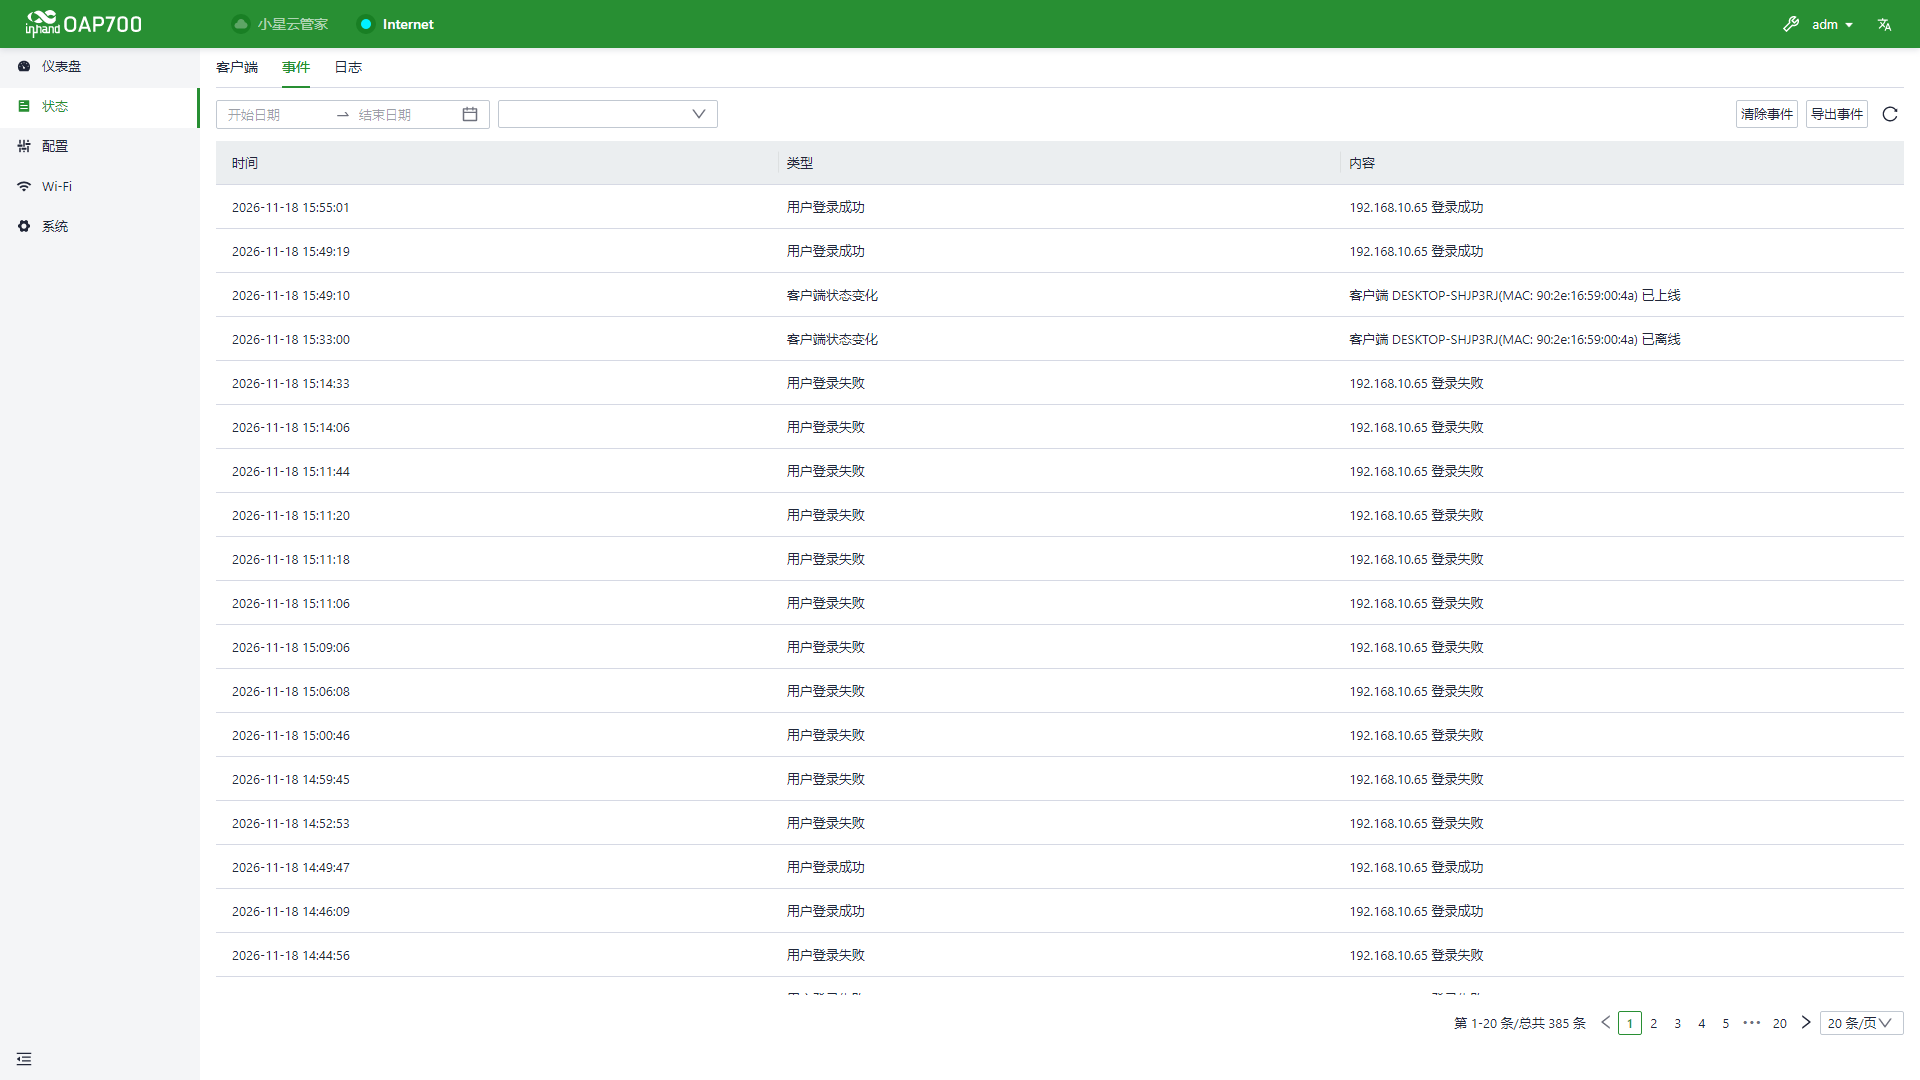 inhand OAP700
小星云管家
Internet
adm
仪表盘
状态
配置
Wi-Fi
系统
客户端 事件 日志
开始日期 → 结束日期
清除事件 导出事件
时间 类型 内容
2026-11-18 15:55:01 用户登录成功 192.168.10.65 登录成功
2026-11-18 15:49:19 用户登录成功 192.168.10.65 登录成功
2026-11-18 15:49:10 客户端状态变化 客户端 DESKTOP-SHJP3RJ(MAC: 90:2e:16:59:00:4a) 已上线
2026-11-18 15:33:00 客户端状态变化 客户端 DESKTOP-SHJP3RJ(MAC: 90:2e:16:59:00:4a) 已离线
2026-11-18 15:14:33 用户登录失败 192.168.10.65 登录失败
2026-11-18 15:14:06 用户登录失败 192.168.10.65 登录失败
2026-11-18 15:11:44 用户登录失败 192.168.10.65 登录失败
2026-11-18 15:11:20 用户登录失败 192.168.10.65 登录失败
2026-11-18 15:11:18 用户登录失败 192.168.10.65 登录失败
2026-11-18 15:11:06 用户登录失败 192.168.10.65 登录失败
2026-11-18 15:09:06 用户登录失败 192.168.10.65 登录失败
2026-11-18 15:06:08 用户登录失败 192.168.10.65 登录失败
2026-11-18 15:00:46 用户登录失败 192.168.10.65 登录失败
2026-11-18 14:59:45 用户登录失败 192.168.10.65 登录失败
2026-11-18 14:52:53 用户登录失败 192.168.10.65 登录失败
2026-11-18 14:49:47 用户登录成功 192.168.10.65 登录成功
2026-11-18 14:46:09 用户登录成功 192.168.10.65 登录成功
2026-11-18 14:44:56 用户登录失败 192.168.10.65 登录失败
第 1-20 条/总共 385 条 1 2 3 4 5 ••• 20 20 条/页